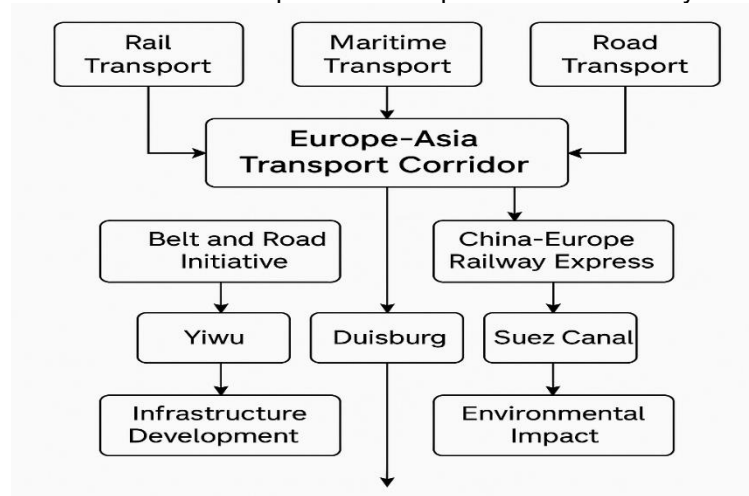 Rail
Transport
Maritime
Transport
Road
Transport
Europe-Asia
Transport Corridor
Belt and Road
Initiative
China-Europe
Railway Express
Yiwu
Duisburg
Suez Canal
Infrastructure
Development
Environmental
Impact